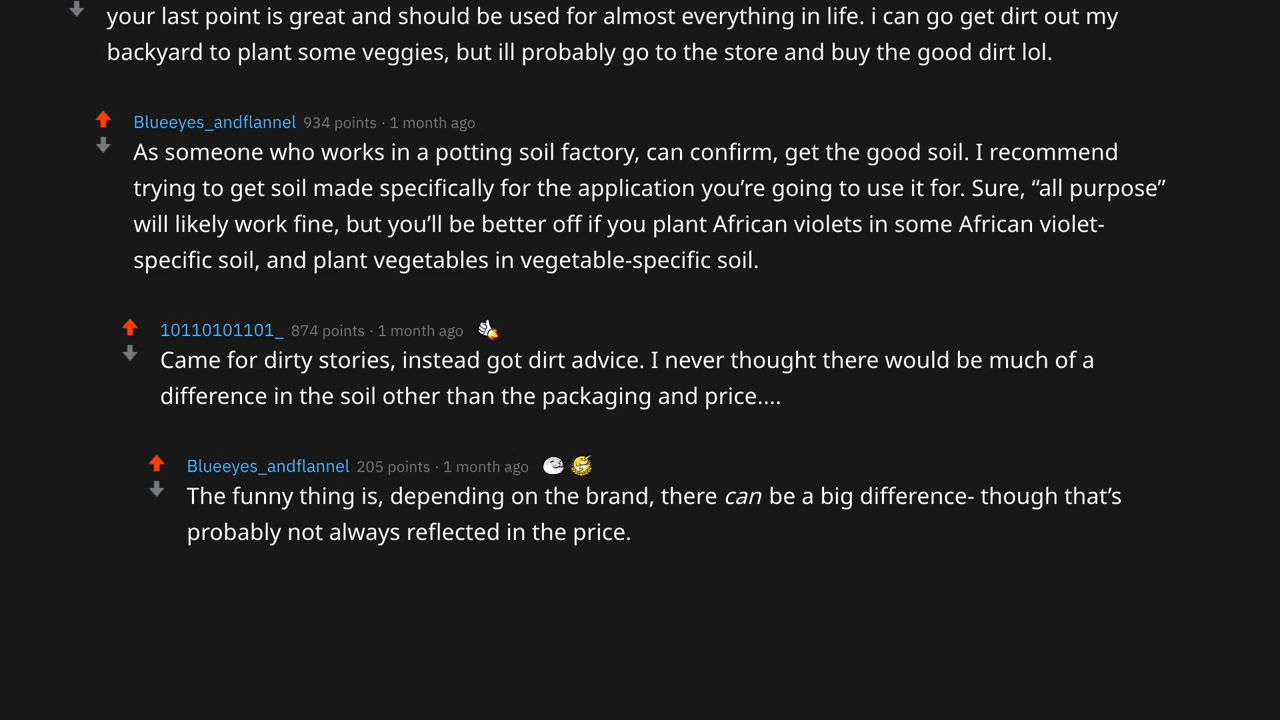 your last point is great and should be used for almost everything in life. i can go get dirt out my
backyard to plant some veggies, but ill probably go to the store and buy the good dirt lol.
Blueeyes_andflannel 934 points · 1 month ago
As someone who works in a potting soil factory, can confirm, get the good soil. I recommend
trying to get soil made specifically for the application you’re going to use it for. Sure, “all purpose”
will likely work fine, but you’ll be better off if you plant African violets in some African violet-
specific soil, and plant vegetables in vegetable-specific soil.
10110101101_ 874 points · 1 month ago
Came for dirty stories, instead got dirt advice. I never thought there would be much of a
difference in the soil other than the packaging and price....
Blueeyes_andflannel 205 points · 1 month ago
The funny thing is, depending on the brand, there can be a big difference- though that’s
probably not always reflected in the price.